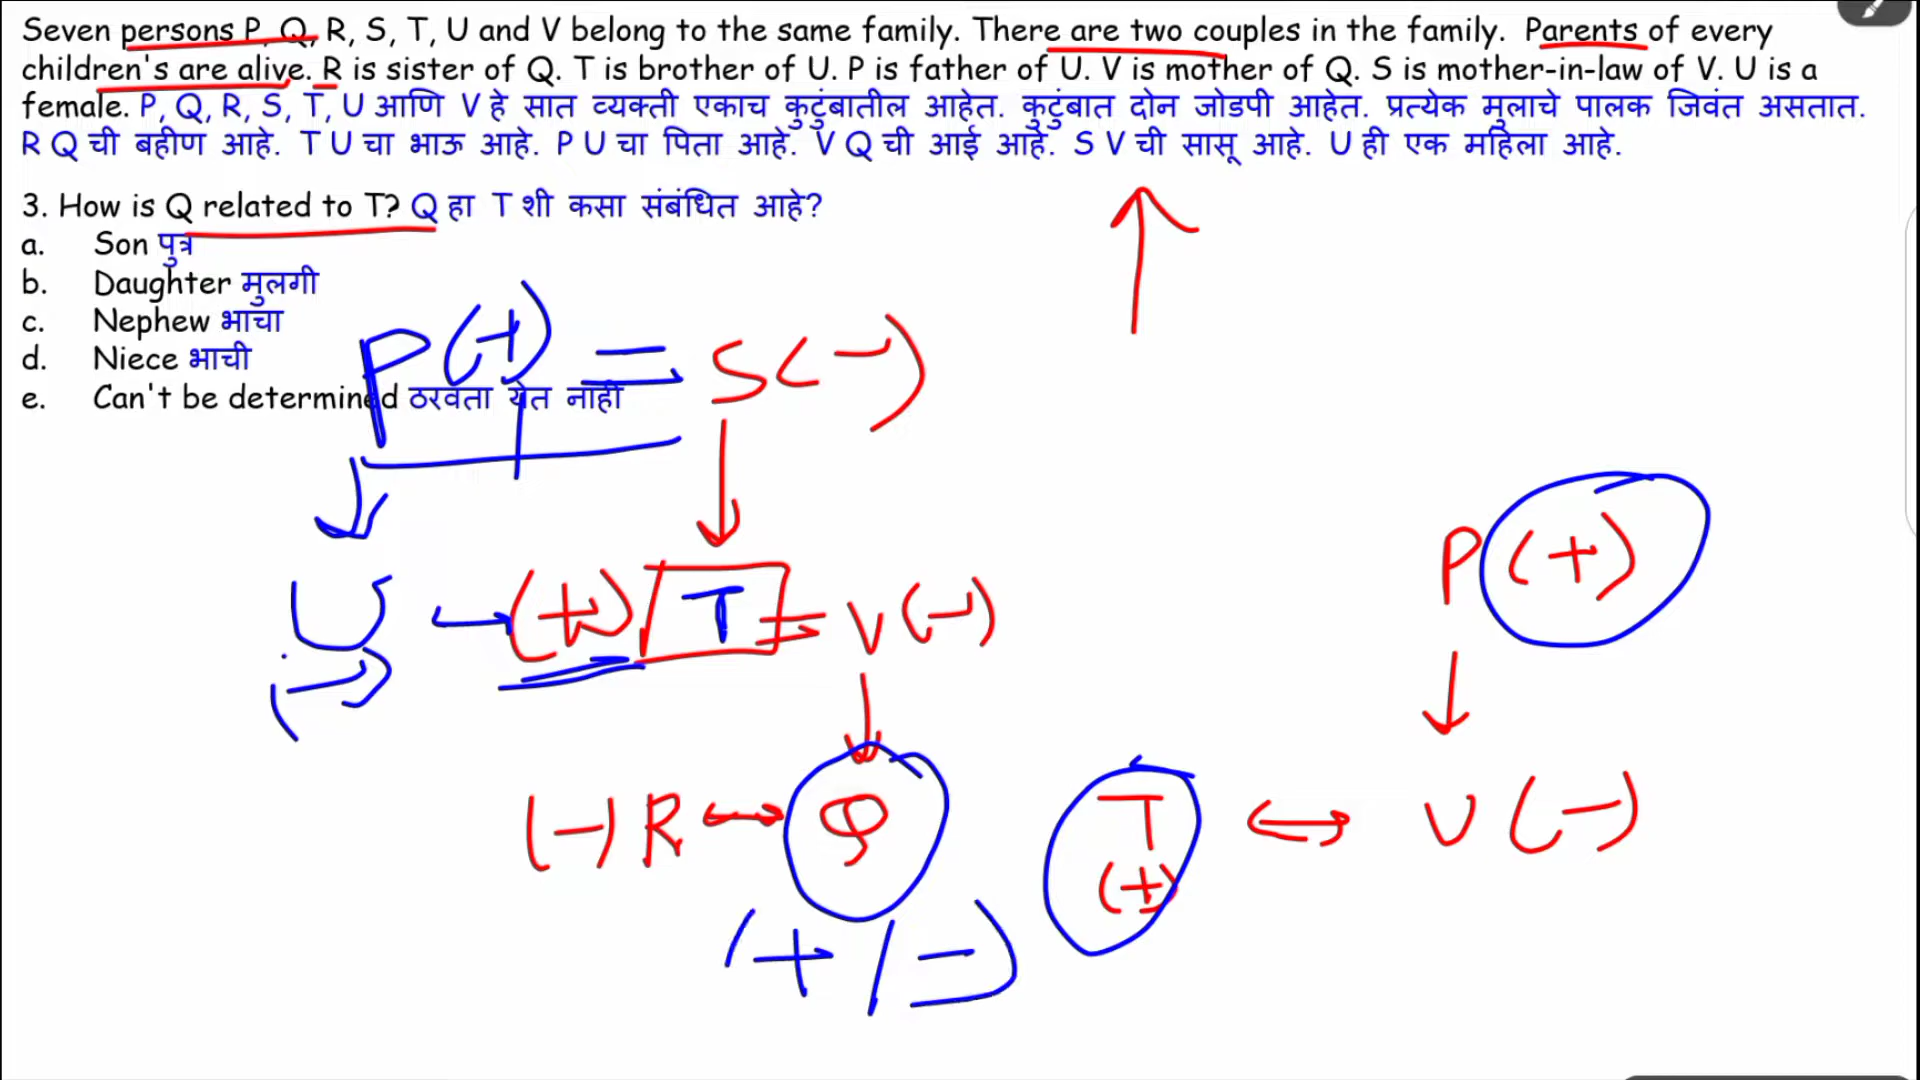 Seven persons P, Q, R, S, T, U and V belong to the same family. There are two couples in the family. Parents of every
children's are alive. R is sister of Q. T is brother of U. P is father of U. V is mother of Q. S is mother-in-law of V. U is a
female. P, Q, R, S, T, U आणि V हे सात व्यक्ती एकाच कुटुंबातील आहेत. कुटुंबात दोन जोडपी आहेत. प्रत्येक मुलाचे पालक जिवंत असतात.
R Q ची बहीण आहे. T U चा भाऊ आहे. P U चा पिता आहे. V Q ची आई आहे. S V ची सासू आहे. U ही एक महिला आहे.
3. How is Q related to T? Q हा T शी कसा संबंधित आहे?
a. Son पुत्र
b. Daughter मुलगी
c. Nephew भाचा
d. Niece भाची
e. Can't be determined ठरवता येत नाही
P (+) = S (-)
P (+)
U (-) (+) T = V (-)
(-) R Q T V (-)
(+)
(+/-)